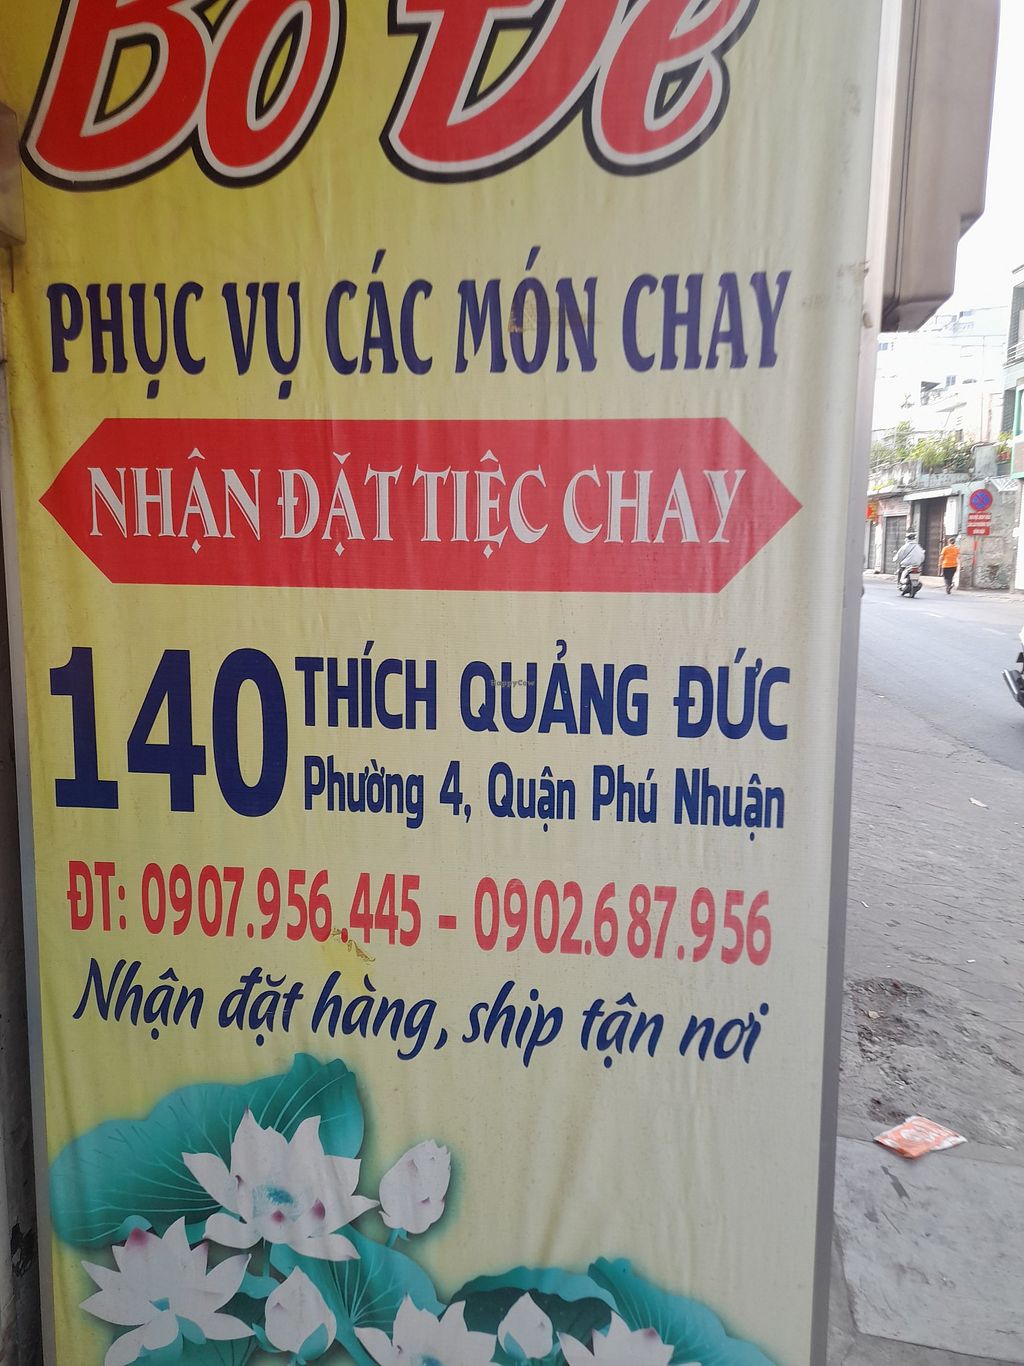 Bồ Đề
PHỤC VỤ CÁC MÓN CHAY
NHẬN ĐẶT TIỆC CHAY
140 THÍCH QUẢNG ĐỨC
Phường 4, Quận Phú Nhuận
ĐT: 0907.956.445 - 0902.687.956
Nhận đặt hàng, ship tận nơi
HappyCow